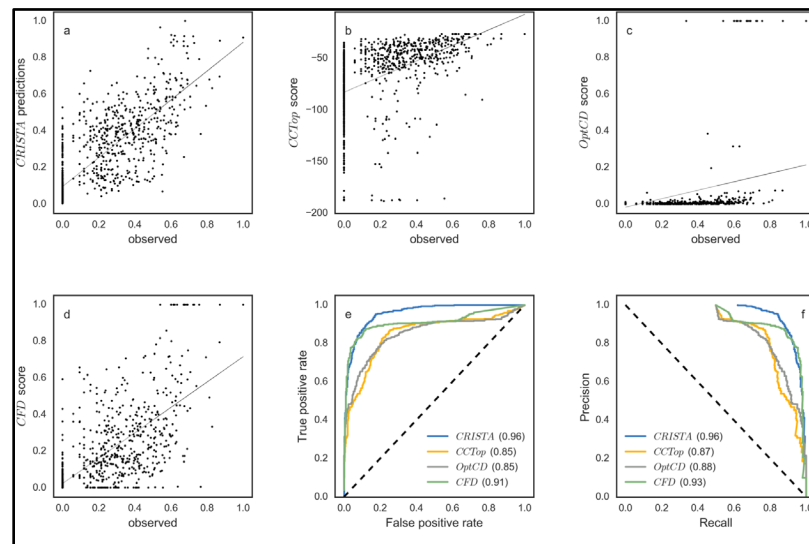 a
CRISTA predictions
1.0
0.8
0.6
0.4
0.2
0.0
0.0 0.2 0.4 0.6 0.8 1.0
observed
b
CCTop score
−50
−100
−150
−200
0.0 0.2 0.4 0.6 0.8 1.0
observed
c
OptCD score
1.0
0.8
0.6
0.4
0.2
0.0
0.0 0.2 0.4 0.6 0.8 1.0
observed
d
CFD score
1.0
0.8
0.6
0.4
0.2
0.0
0.0 0.2 0.4 0.6 0.8 1.0
observed
e
True positive rate
1.0
0.8
0.6
0.4
0.2
0.0
CRISTA (0.96)
CCTop (0.85)
OptCD (0.85)
CFD (0.91)
0.0 0.2 0.4 0.6 0.8 1.0
False positive rate
f
Precision
1.0
0.8
0.6
0.4
0.2
0.0
CRISTA (0.96)
CCTop (0.87)
OptCD (0.88)
CFD (0.93)
0.0 0.2 0.4 0.6 0.8 1.0
Recall